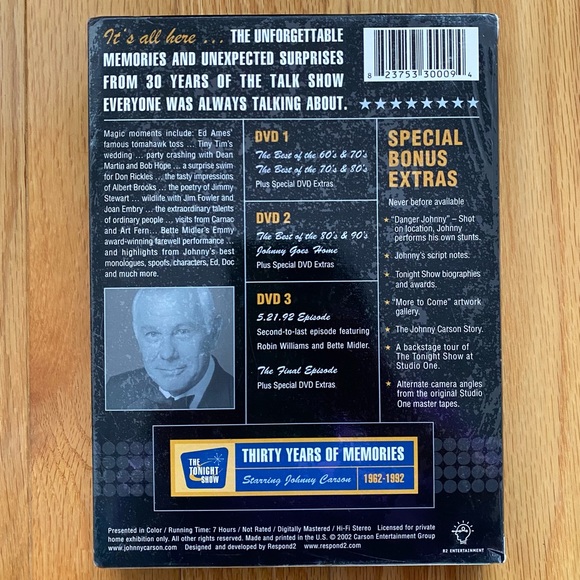 It's all here ... THE UNFORGETTABLE
MEMORIES AND UNEXPECTED SURPRISES
FROM 30 YEARS OF THE TALK SHOW
EVERYONE WAS ALWAYS TALKING ABOUT.
8 23753 30009 4
Magic moments include: Ed Ames'
famous tomahawk toss ... Tiny Tim's
wedding ... party crashing with Dean
Martin and Bob Hope ... a surprise swim
for Don Rickles ... the tasty impressions
of Albert Brooks ... the poetry of Jimmy
Stewart ... wildlife with Jim Fowler and
Joan Embry ... the extraordinary talents
of ordinary people ... visits from Carnac
and Art Fern... Bette Midler's Emmy
award-winning farewell performance ...
and highlights from Johnny's best
monologues, spoofs, characters, Ed, Doc
and much more.
DVD 1
The Best of the 60's & 70's
The Best of the 70's & 80's
Plus Special DVD Extras
DVD 2
The Best of the 80's & 90's
Johnny Goes Home
Plus Special DVD Extras
DVD 3
5.21.92 Episode
Second-to-last episode featuring
Robin Williams and Bette Midler.
The Final Episode
Plus Special DVD Extras
SPECIAL
BONUS
EXTRAS
Never before available
"Danger Johnny" – Shot
on-location, Johnny
performs his own stunts.
Johnny's script notes.
Tonight Show biographies
and awards.
"More to Come" artwork
gallery.
The Johnny Carson Story.
A backstage tour of
The Tonight Show at
Studio One.
Alternate camera angles
from the original Studio
One master tapes.
THE
TONIGHT
SHOW
THIRTY YEARS OF MEMORIES
Starring Johnny Carson 1962-1992
Presented in Color / Running Time: 7 Hours / Not Rated / Digitally Mastered / Hi-Fi Stereo Licensed for private
home exhibition only. All other rights reserved. Made and printed in the U.S. © 2002 Carson Entertainment Group
www.johnnycarson.com Designed and developed by Respond2. www.respond2.com
R2 ENTERTAINMENT